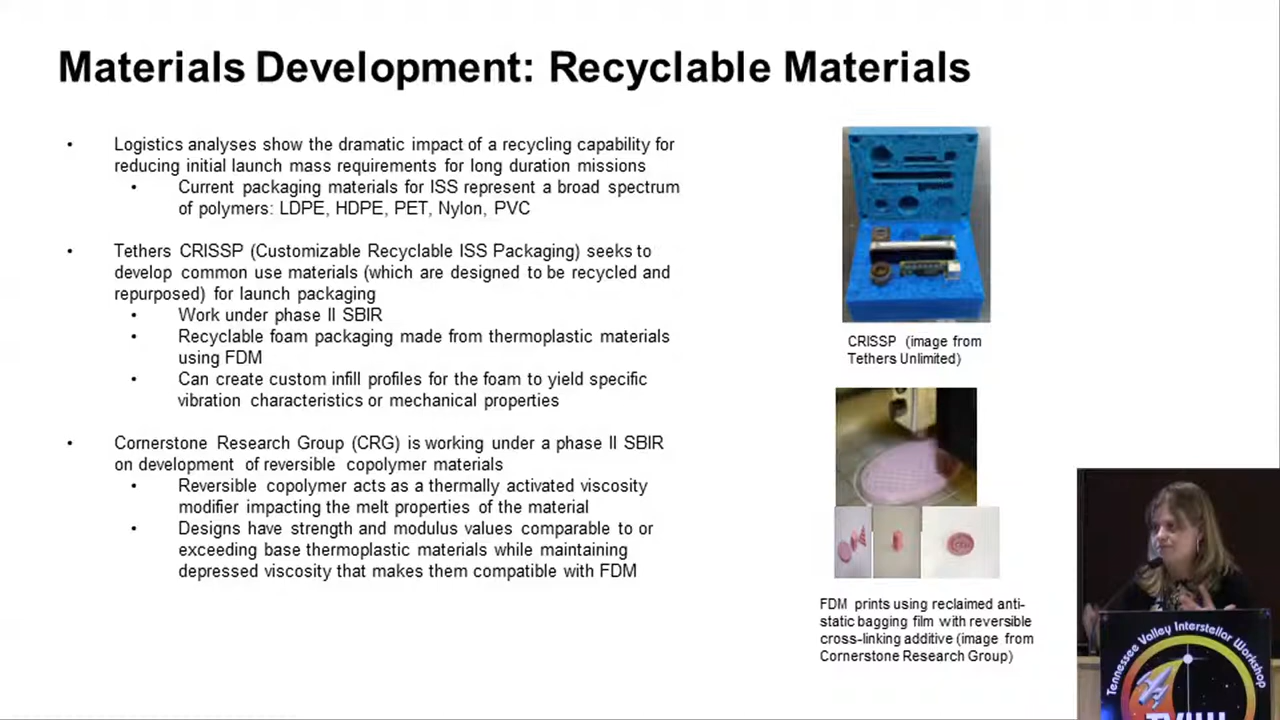 Materials Development: Recyclable Materials
• Logistics analyses show the dramatic impact of a recycling capability for
reducing initial launch mass requirements for long duration missions
• Current packaging materials for ISS represent a broad spectrum
of polymers: LDPE, HDPE, PET, Nylon, PVC
• Tethers CRISSP (Customizable Recyclable ISS Packaging) seeks to
develop common use materials (which are designed to be recycled and
repurposed) for launch packaging
• Work under phase II SBIR
• Recyclable foam packaging made from thermoplastic materials
using FDM
• Can create custom infill profiles for the foam to yield specific
vibration characteristics or mechanical properties
• Cornerstone Research Group (CRG) is working under a phase II SBIR
on development of reversible copolymer materials
• Reversible copolymer acts as a thermally activated viscosity
modifier impacting the melt properties of the material
• Designs have strength and modulus values comparable to or
exceeding base thermoplastic materials while maintaining
depressed viscosity that makes them compatible with FDM
CRISSP (image from
Tethers Unlimited)
FDM prints using reclaimed anti-
static bagging film with reversible
cross-linking additive (image from
Cornerstone Research Group)
Tennessee Valley Interstellar Workshop